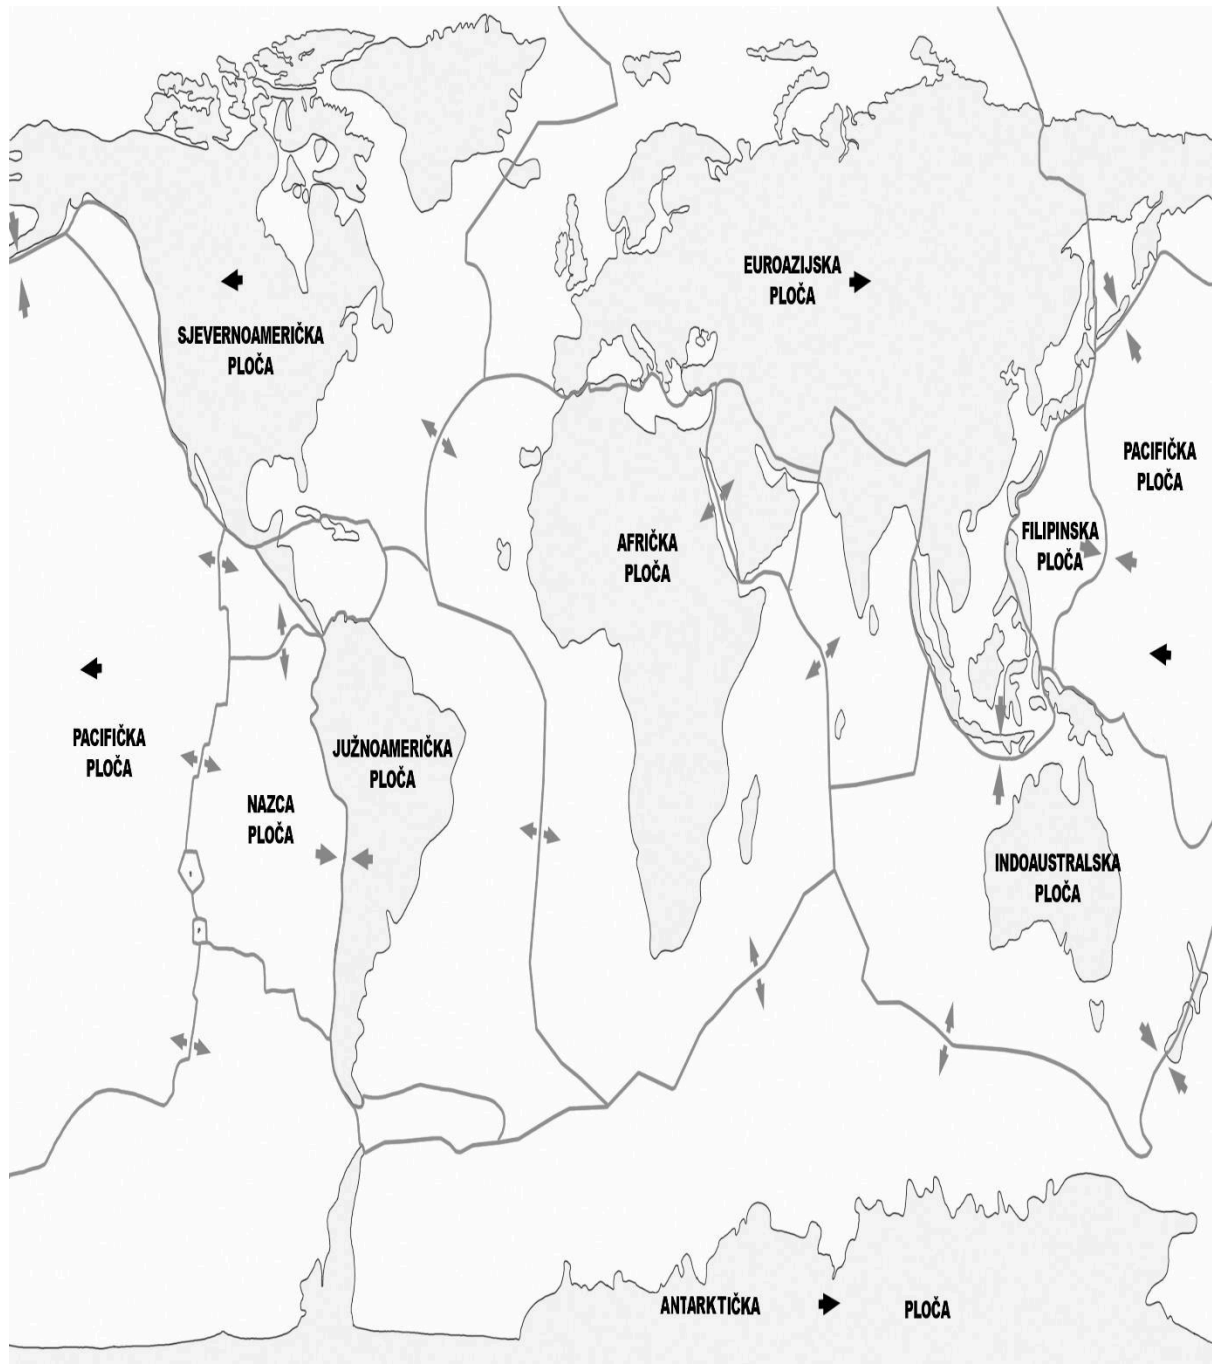 EUROAZIJSKA
PLOČA
SJEVERNOAMERIČKA
PLOČA
PACIFIČKA
PLOČA
FILIPINSKA
PLOČA
AFRIČKA
PLOČA
PACIFIČKA
PLOČA
JUŽNOAMERIČKA
PLOČA
NAZCA
PLOČA
INDOAUSTRALSKA
PLOČA
ANTARKTIČKA PLOČA